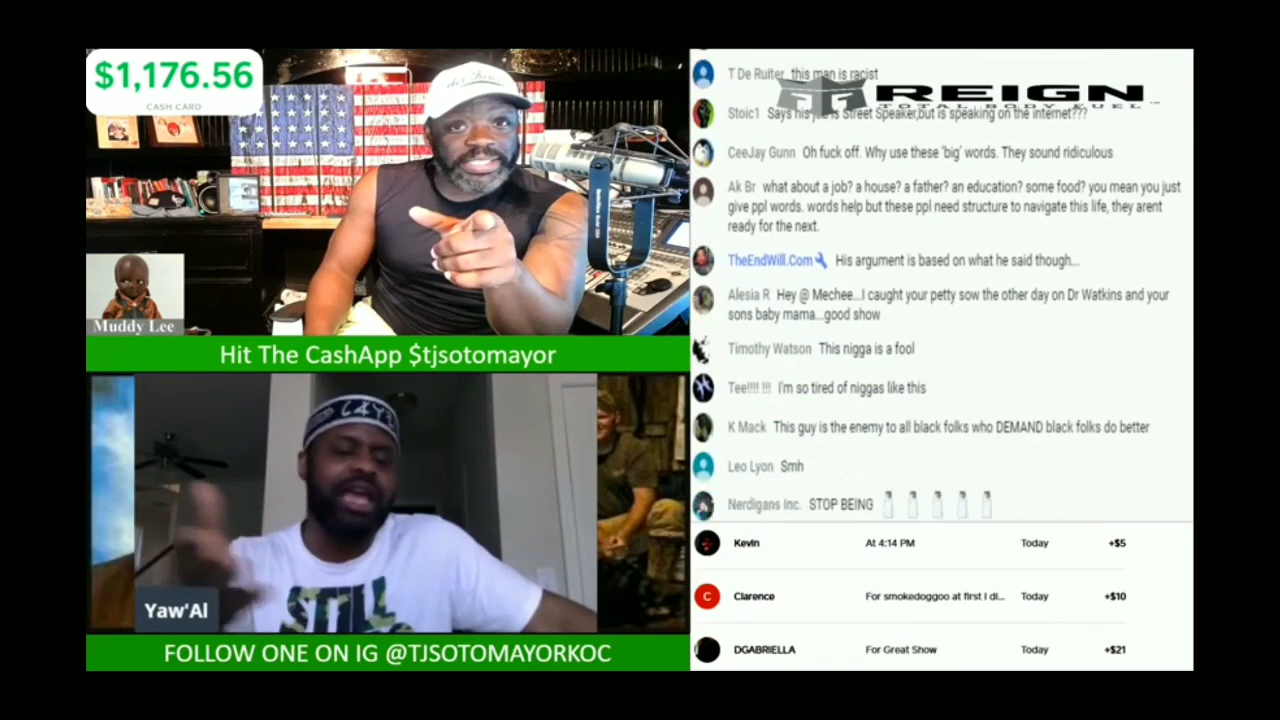 $1,176.56
CASH CARD
Muddy Lee
Hit The CashApp $tjsotomayor
Yaw'Al
STILL
FOLLOW ONE ON IG @TJSOTOMAYORKOC
REIGN
TOTAL BODY FUEL
T De Ruiter this man is racist
Stoic1 Says his job is Street Speaker,but is speaking on the internet???
CeeJay Gunn Oh fuck off. Why use these 'big' words. They sound ridiculous
Ak Br what about a job? a house? a father? an education? some food? you mean you just
give ppl words. words help but these ppl need structure to navigate this life, they arent
ready for the next.
TheEndWill.Com His argument is based on what he said though...
Alesia R Hey @ Mechee...I caught your petty sow the other day on Dr Watkins and your
sons baby mama...good show
Timothy Watson This nigga is a fool
Tee!!!! !!! I'm so tired of niggas like this
K Mack This guy is the enemy to all black folks who DEMAND black folks do better
Leo Lyon Smh
Nerdigans Inc. STOP BEING
Kevin At 4:14 PM Today +$5
C Clarence For smokedoggoo at first I di... Today +$10
DGABRIELLA For Great Show Today +$21